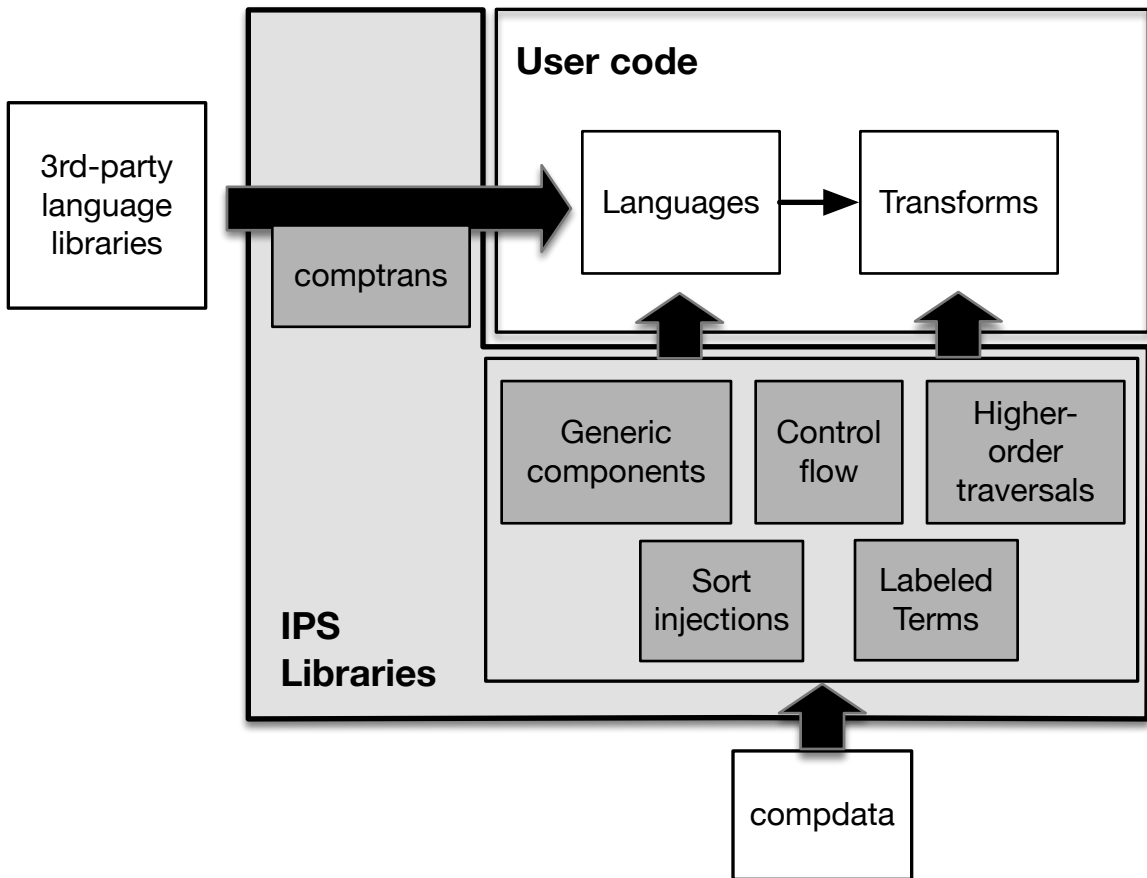 User code
3rd-party
language
libraries
Languages
Transforms
comptrans
Generic
components
Control
flow
Higher-
order
traversals
Sort
injections
Labeled
Terms
IPS
Libraries
compdata